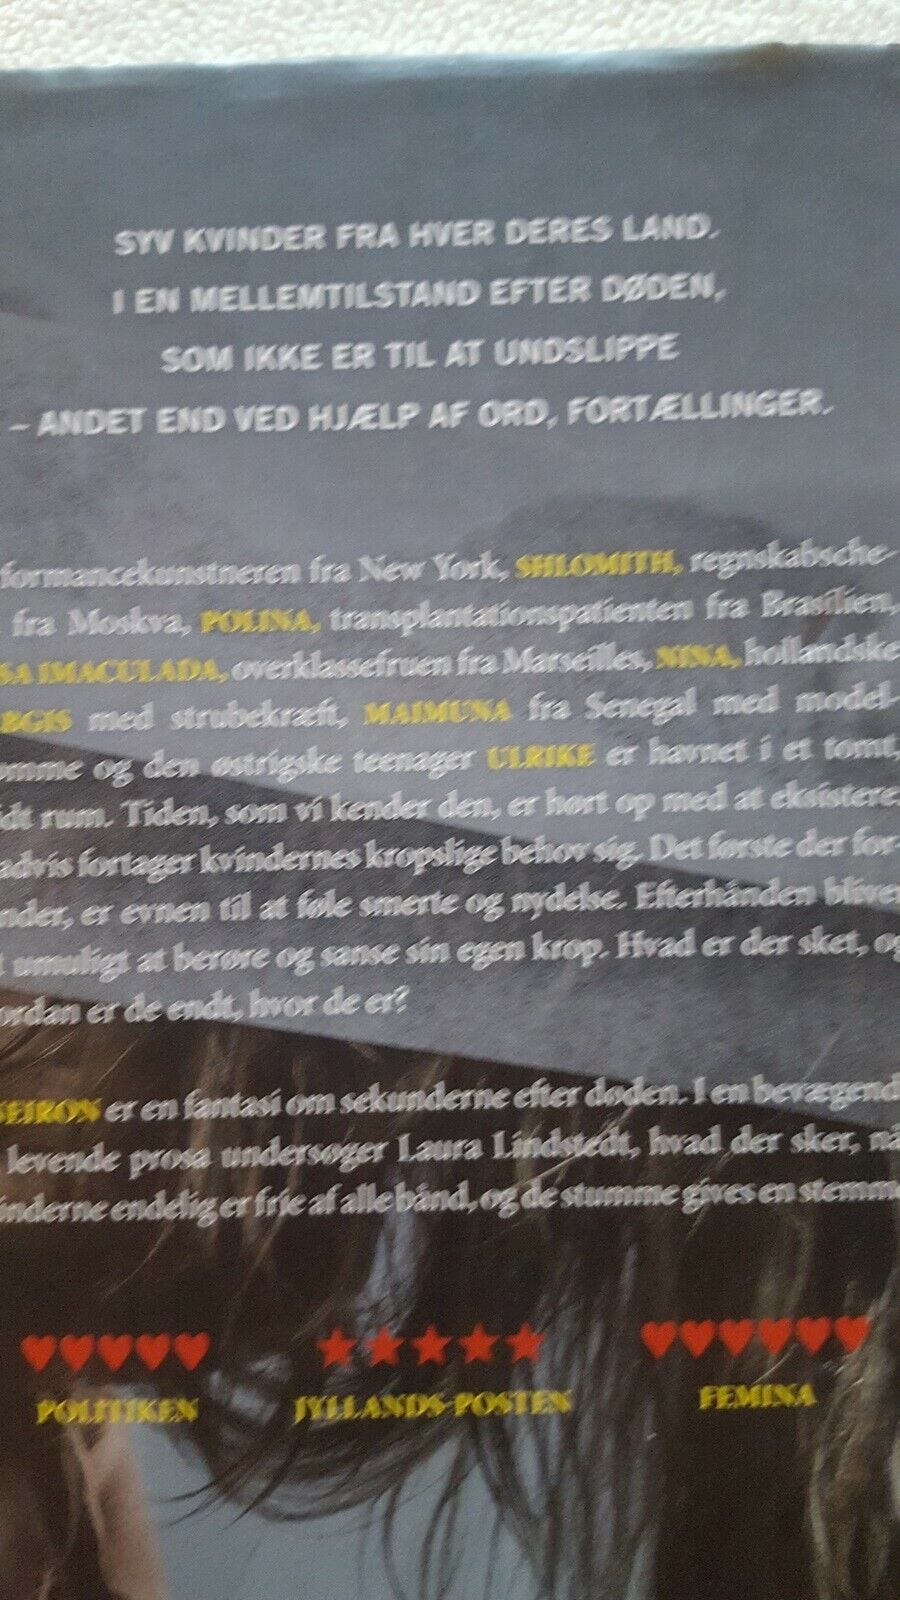 SYV KVINDER FRA HVER DERES LAND.
I EN MELLEMTILSTAND EFTER DØDEN,
SOM IKKE ER TIL AT UNDSLIPPE
– ANDET END VED HJÆLP AF ORD, FORTÆLLINGER.
formancekunstneren fra New York, SHLOMITH, regnskabsche-
fra Moskva, POLINA, transplantationspatienten fra Brasilien,
SA IMACULADA, overklassefruen fra Marseilles, NINA, hollandske
BGIS med strubekræft, MAIMUNA fra Senegal med model-
mme og den østrigske teenager ULRIKE er havnet i et tomt,
dt rum. Tiden, som vi kender den, er hørt op med at eksistere.
advis fortager kvindernes kropslige behov sig. Det første der for-
nder, er evnen til at føle smerte og nydelse. Efterhånden bliver
t umuligt at berøre og sanse sin egen krop. Hvad er der sket, og
ordan er de endt, hvor de er?
NEIRON er en fantasi om sekunderne efter døden. I en bevægend
levende prosa undersøger Laura Lindstedt, hvad der sker, nå
inderne endelig er frie af alle bånd, og de stumme gives en stemm
♥♥♥♥♥ ★★★★★ ♥♥♥♥♥♥
POLITIKEN JYLLANDS-POSTEN FEMINA